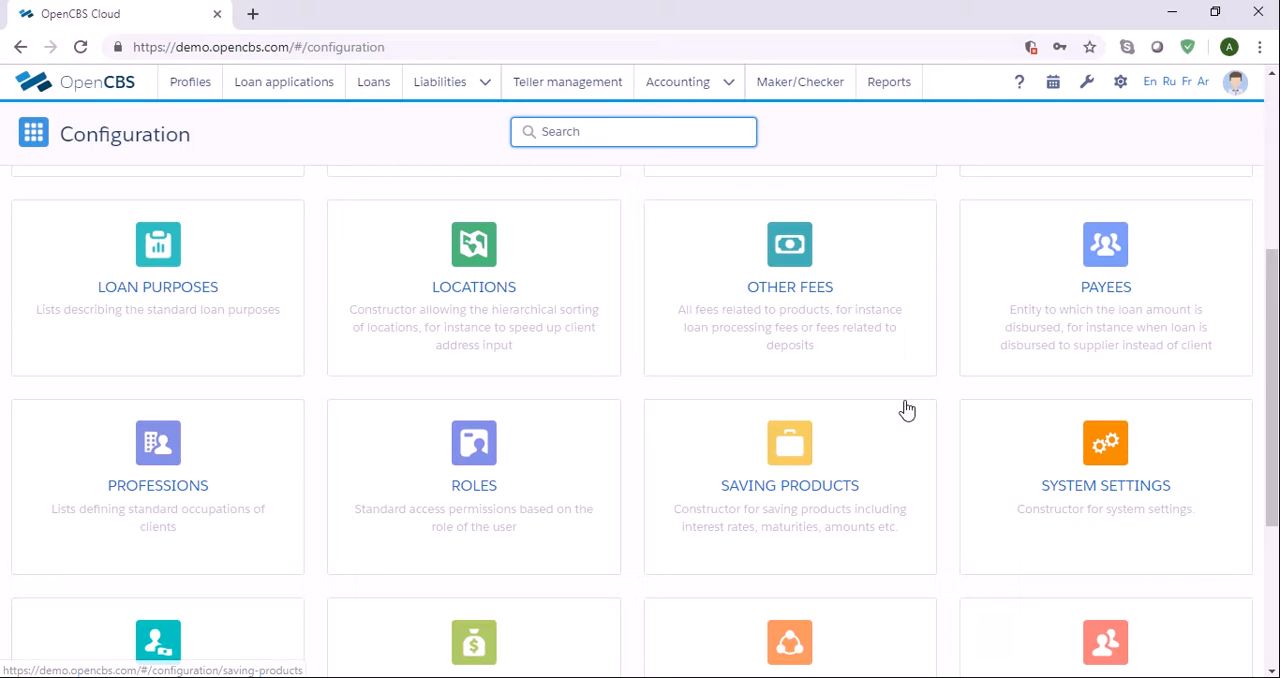 OpenCBS Cloud
https://demo.opencbs.com/#/configuration
A
OpenCBS Profiles Loan applications Loans Liabilities Teller management Accounting Maker/Checker Reports ? En Ru Fr Ar
Configuration
Search
LOAN PURPOSES
Lists describing the standard loan purposes
LOCATIONS
Constructor allowing the hierarchical sorting
of locations, for instance to speed up client
address input
OTHER FEES
All fees related to products, for instance
loan processing fees or fees related to
deposits
PAYEES
Entity to which the loan amount is
disbursed, for instance when loan is
disbursed to supplier instead of client
PROFESSIONS
Lists defining standard occupations of
clients
ROLES
Standard access permissions based on the
role of the user
SAVING PRODUCTS
Constructor for saving products including
interest rates, maturities, amounts etc.
SYSTEM SETTINGS
Constructor for system settings.
$
https://demo.opencbs.com/#/configuration/saving-products